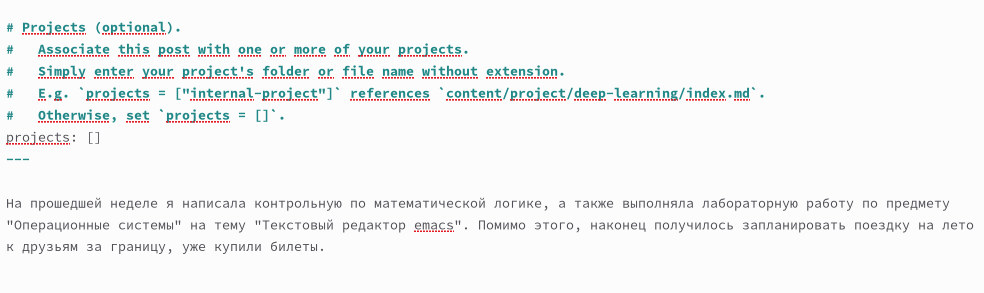 # Projects (optional).
#   Associate this post with one or more of your projects.
#   Simply enter your project's folder or file name without extension.
#   E.g. `projects = ["internal-project"]` references `content/project/deep-learning/index.md`.
#   Otherwise, set `projects = []`.
projects: []
---
На прошедшей неделе я написала контрольную по математической логике, а также выполняла лабораторную работу по предмету
"Операционные системы" на тему "Текстовый редактор emacs". Помимо этого, наконец получилось запланировать поездку на лето
к друзьям за границу, уже купили билеты.